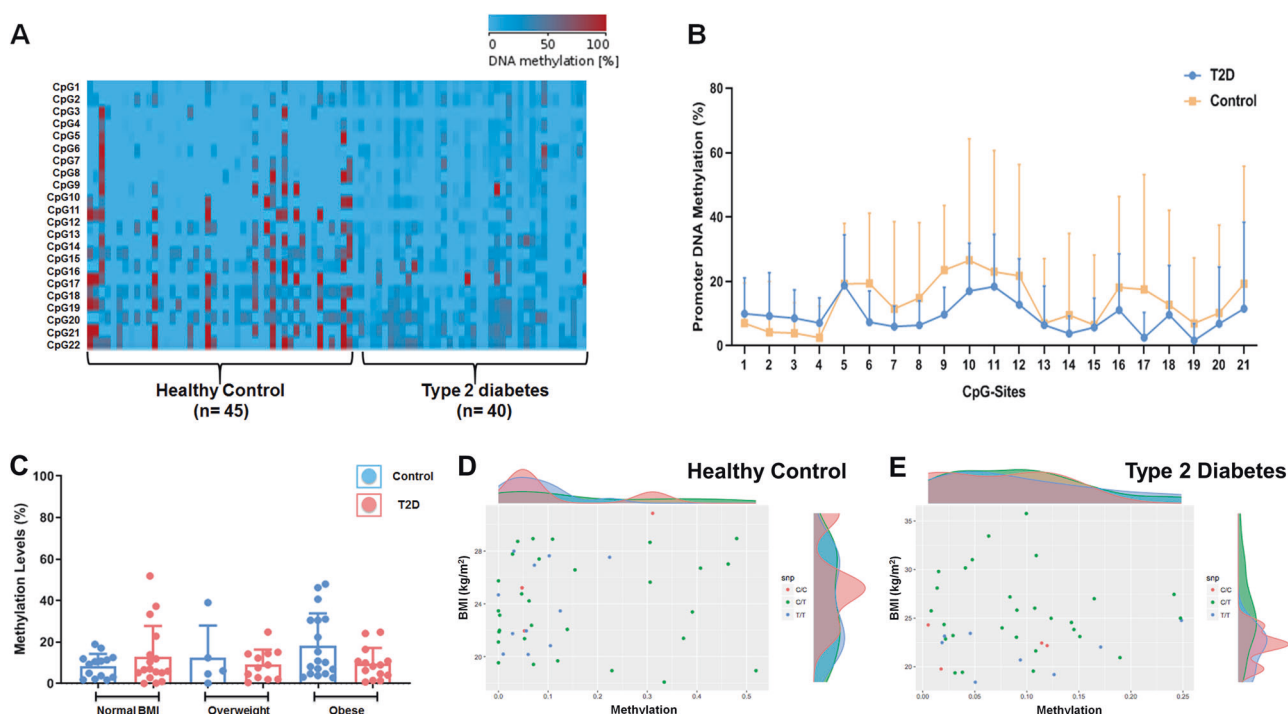 A
0 50 100
DNA methylation [%]
CpG1
CpG2
CpG3
CpG4
CpG5
CpG6
CpG7
CpG8
CpG9
CpG10
CpG11
CpG12
CpG13
CpG14
CpG15
CpG16
CpG17
CpG18
CpG19
CpG20
CpG21
CpG22
Healthy Control
(n= 45)
Type 2 diabetes
(n= 40)
B
T2D
Control
Promoter DNA Methylation (%)
80
60
40
20
0
1 2 3 4 5 6 7 8 9 10 11 12 13 14 15 16 17 18 19 20 21
CpG-Sites
C
Control
T2D
Methylation Levels (%)
100
80
60
40
20
0
Normal BMI Overweight Obese
D
Healthy Control
BMI (kg/m²)
28
24
20
0.0 0.1 0.2 0.3 0.4 0.5
Methylation
snp
C/C
C/T
T/T
E
Type 2 Diabetes
BMI (kg/m²)
35
30
25
20
0.00 0.05 0.10 0.15 0.20 0.25
Methylation
snp
C/C
C/T
T/T